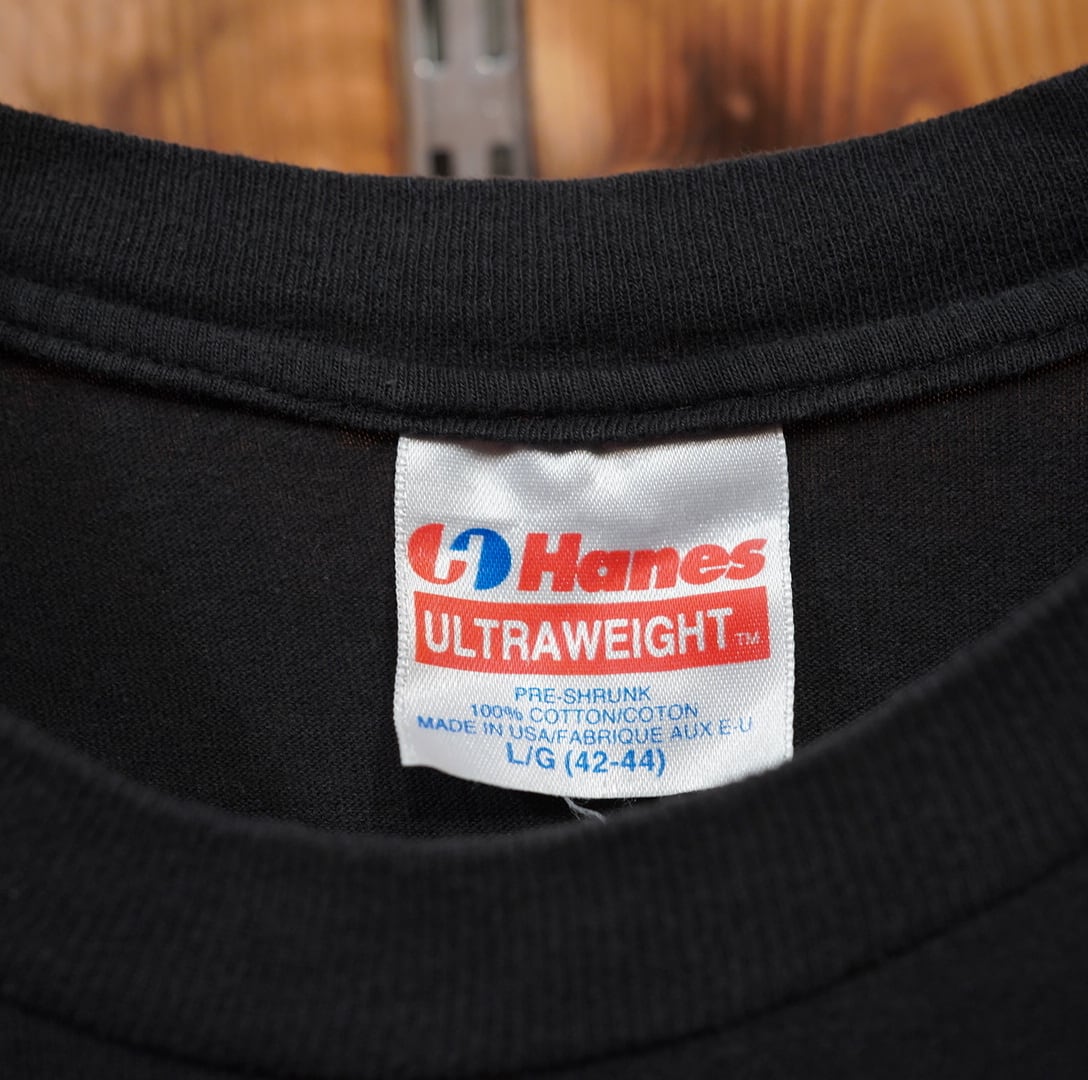 Hanes
ULTRAWEIGHT™
PRE-SHRUNK
100% COTTON/COTON
MADE IN USA/FABRIQUE AUX E-U
L/G (42-44)